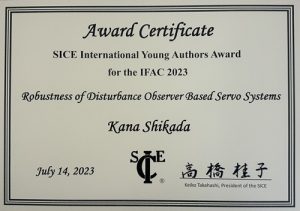 Award Certificate
SICE International Young Authors Award
for the IFAC 2023
Robustness of Disturbance Observer Based Servo Systems
Kana Shikada
July 14, 2023
SICE
®
高橋桂子
Keiko Takahashi, President of the SICE